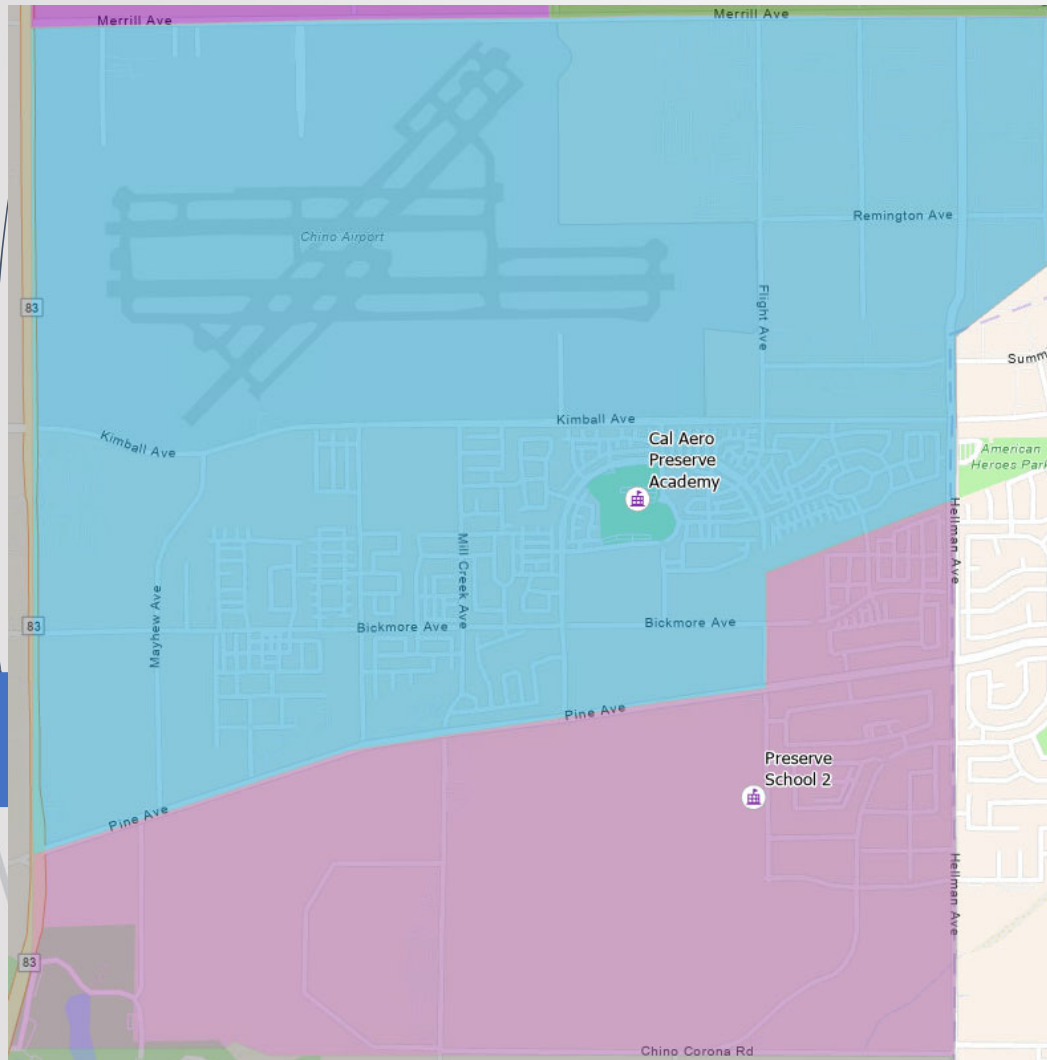 Merrill Ave
Merrill Ave
Remington Ave
Chino Airport
83
Flight Ave
Summ
Kimball Ave
Kimball Ave
Cal Aero
Preserve
Academy
American
Heroes Park
Hellman Ave
Mill Creek Ave
Mayhew Ave
83
Bickmore Ave
Bickmore Ave
Pine Ave
Preserve
School 2
Pine Ave
Hellman Ave
83
Chino Corona Rd